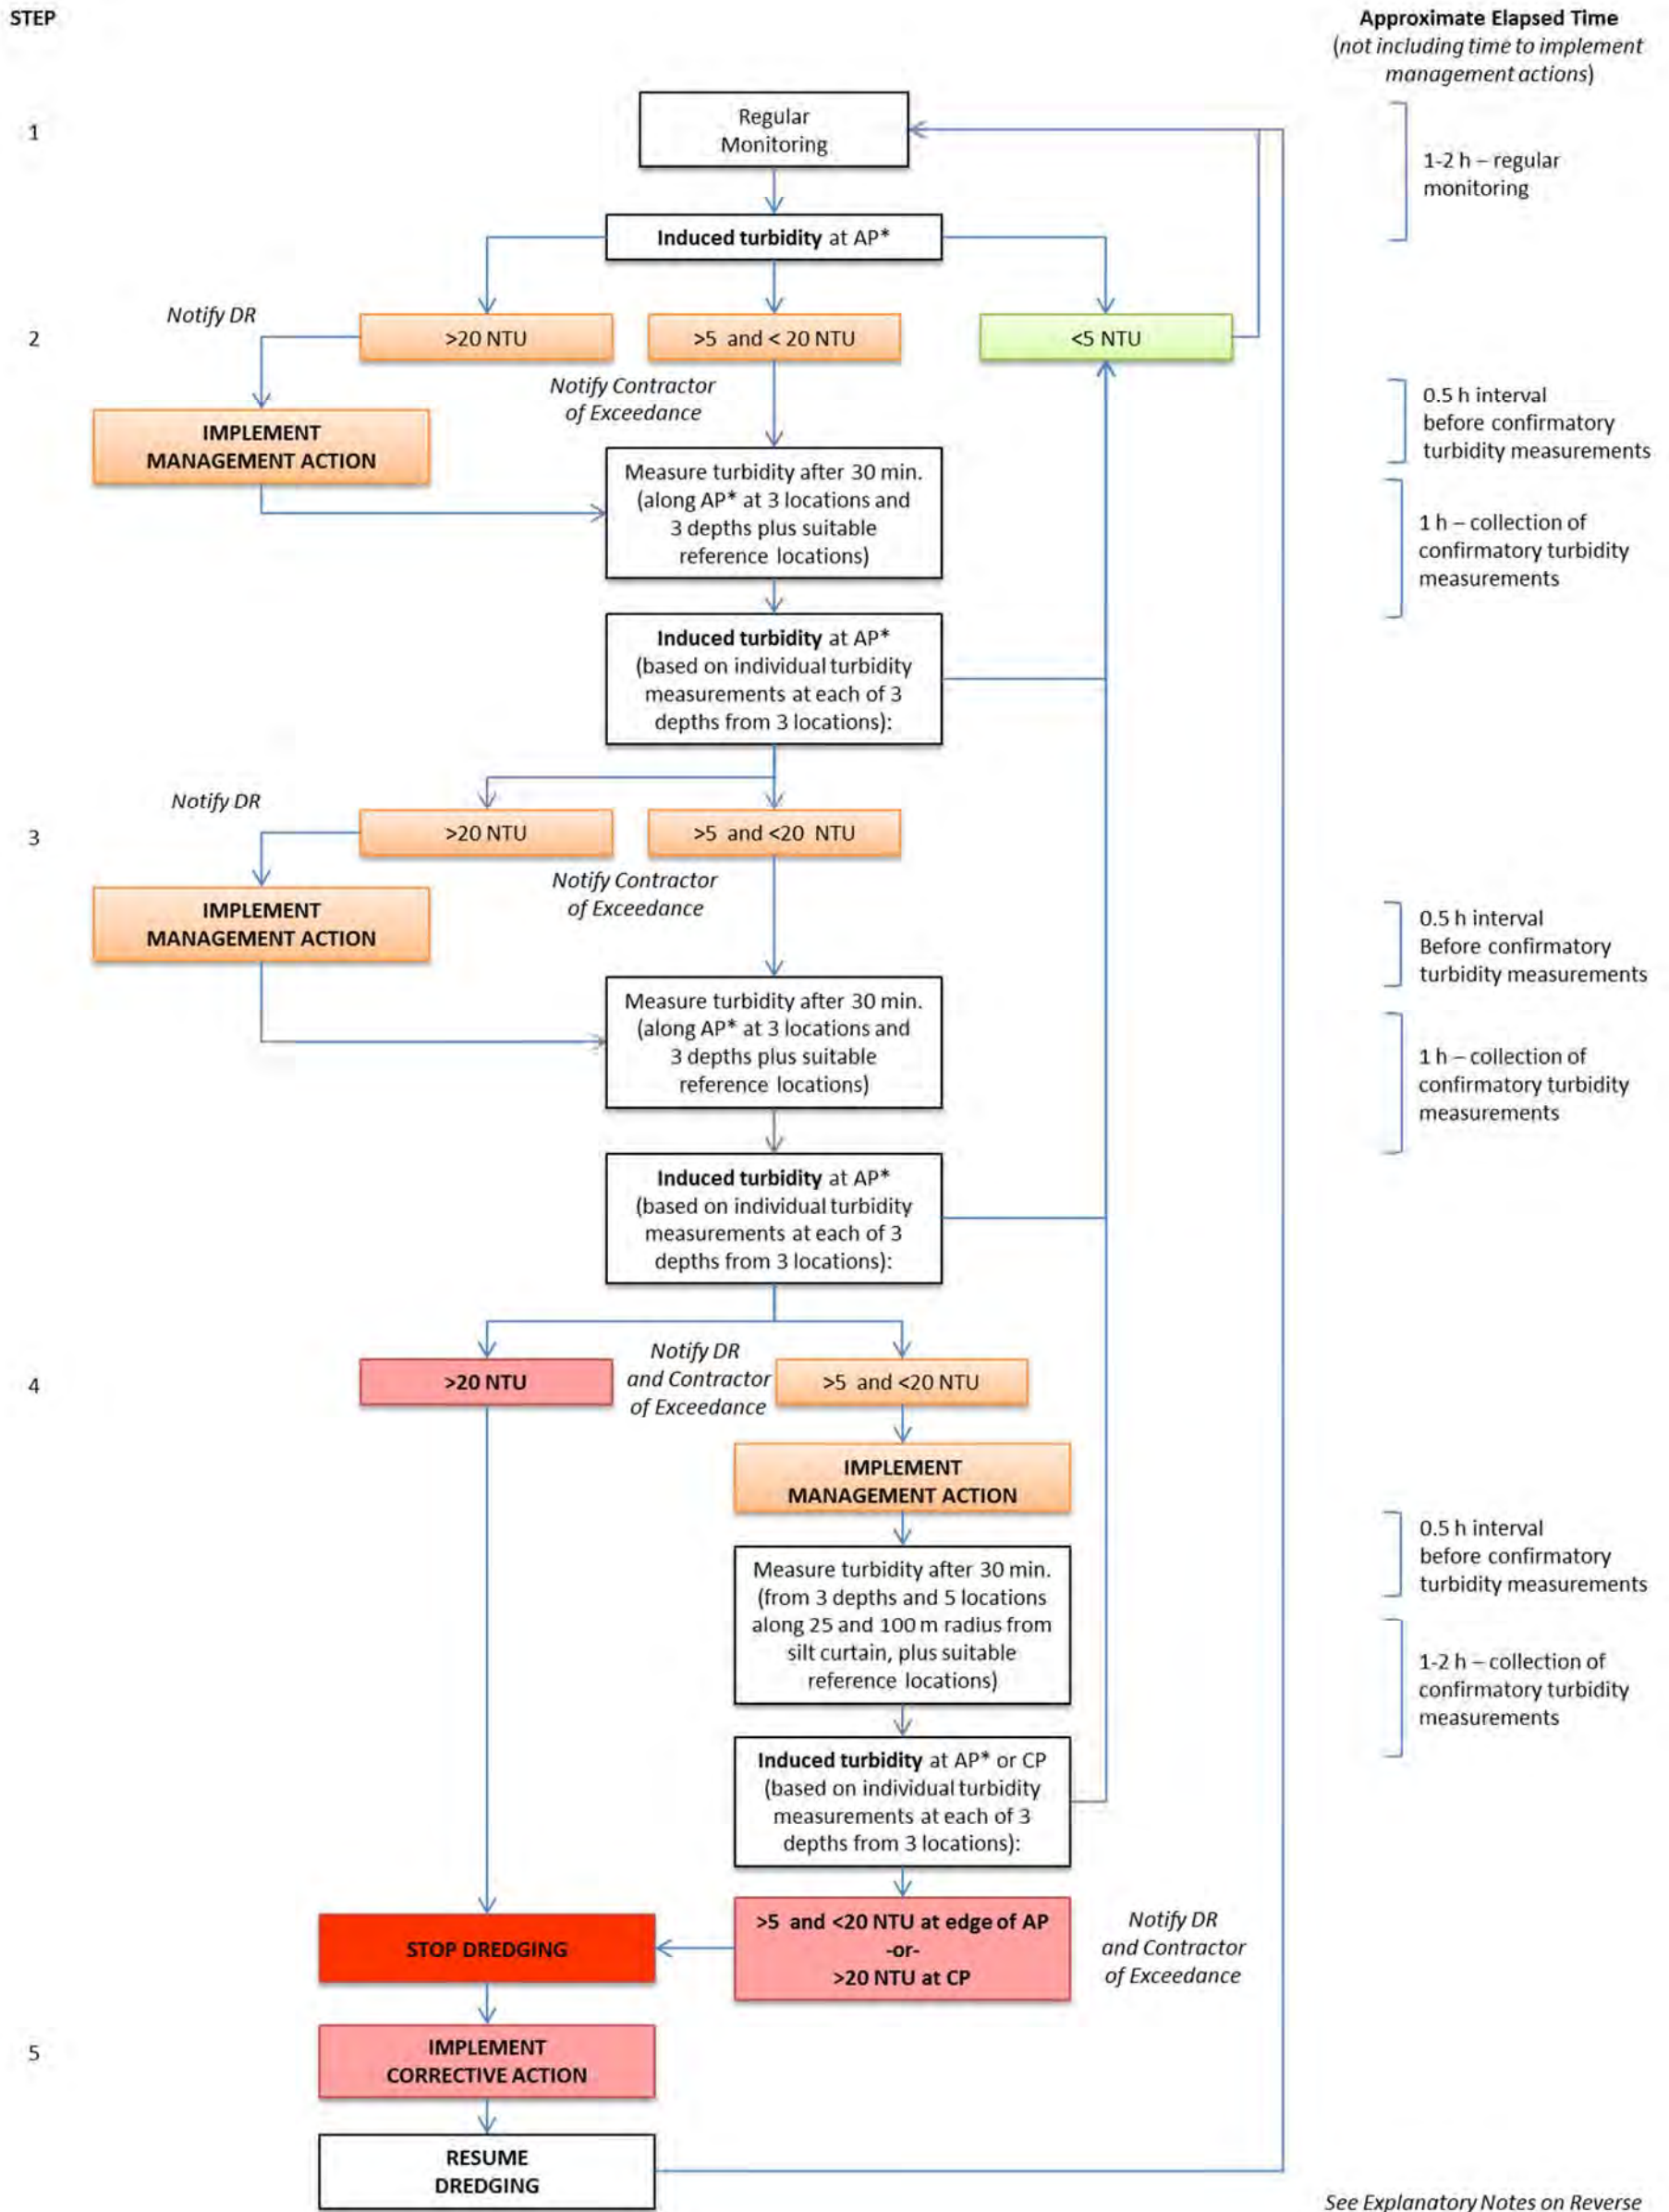 STEP
Approximate Elapsed Time
(not including time to implement
management actions)
1
Regular
Monitoring
1-2 h – regular
monitoring
Induced turbidity at AP*
Notify DR
2
>20 NTU
>5 and < 20 NTU
<5 NTU
Notify Contractor
of Exceedance
0.5 h interval
before confirmatory
turbidity measurements
IMPLEMENT
MANAGEMENT ACTION
Measure turbidity after 30 min.
(along AP* at 3 locations and
3 depths plus suitable
reference locations)
1 h – collection of
confirmatory turbidity
measurements
Induced turbidity at AP*
(based on individual turbidity
measurements at each of 3
depths from 3 locations):
Notify DR
3
>20 NTU
>5 and <20 NTU
Notify Contractor
of Exceedance
IMPLEMENT
MANAGEMENT ACTION
0.5 h interval
Before confirmatory
turbidity measurements
Measure turbidity after 30 min.
(along AP* at 3 locations and
3 depths plus suitable
reference locations)
1 h – collection of
confirmatory turbidity
measurements
Induced turbidity at AP*
(based on individual turbidity
measurements at each of 3
depths from 3 locations):
4
>20 NTU
Notify DR
and Contractor
of Exceedance
>5 and <20 NTU
IMPLEMENT
MANAGEMENT ACTION
0.5 h interval
before confirmatory
turbidity measurements
Measure turbidity after 30 min.
(from 3 depths and 5 locations
along 25 and 100 m radius from
silt curtain, plus suitable
reference locations)
1-2 h – collection of
confirmatory turbidity
measurements
Induced turbidity at AP* or CP
(based on individual turbidity
measurements at each of 3
depths from 3 locations):
STOP DREDGING
>5 and <20 NTU at edge of AP
-or-
>20 NTU at CP
Notify DR
and Contractor
of Exceedance
5
IMPLEMENT
CORRECTIVE ACTION
RESUME
DREDGING
See Explanatory Notes on Reverse